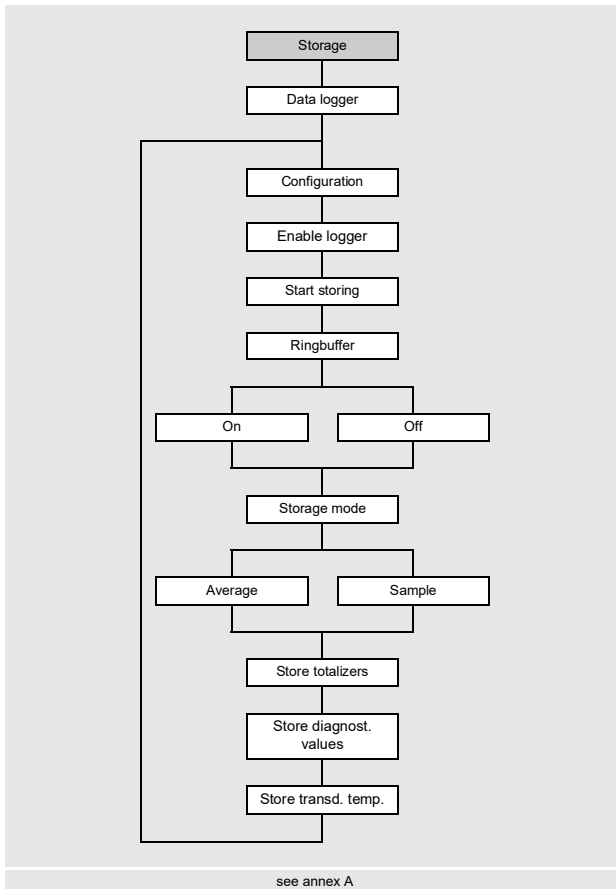 Storage
Data logger
Configuration
Enable logger
Start storing
Ringbuffer
On
Off
Storage mode
Average
Sample
Store totalizers
Store diagnost.
values
Store transd. temp.
see annex A